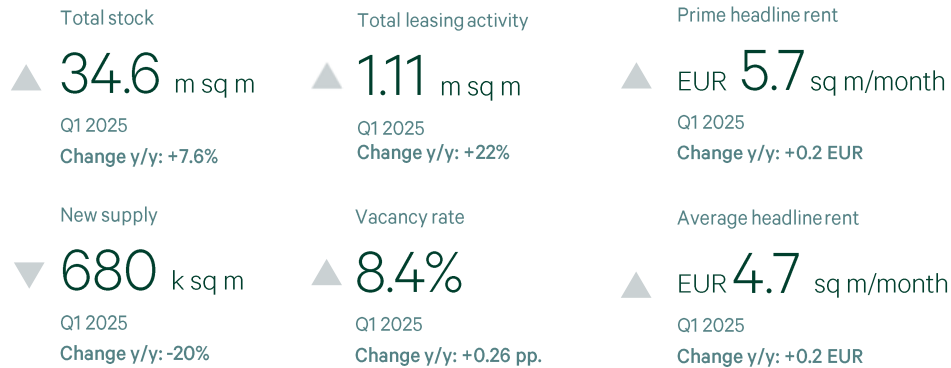 Total stock
34.6 m sq m
Q1 2025
Change y/y: +7.6%
Total leasing activity
1.11 m sq m
Q1 2025
Change y/y: +22%
Prime headline rent
EUR 5.7 sq m/month
Q1 2025
Change y/y: +0.2 EUR
New supply
680 k sq m
Q1 2025
Change y/y: -20%
Vacancy rate
8.4%
Q1 2025
Change y/y: +0.26 pp.
Average headline rent
EUR 4.7 sq m/month
Q1 2025
Change y/y: +0.2 EUR